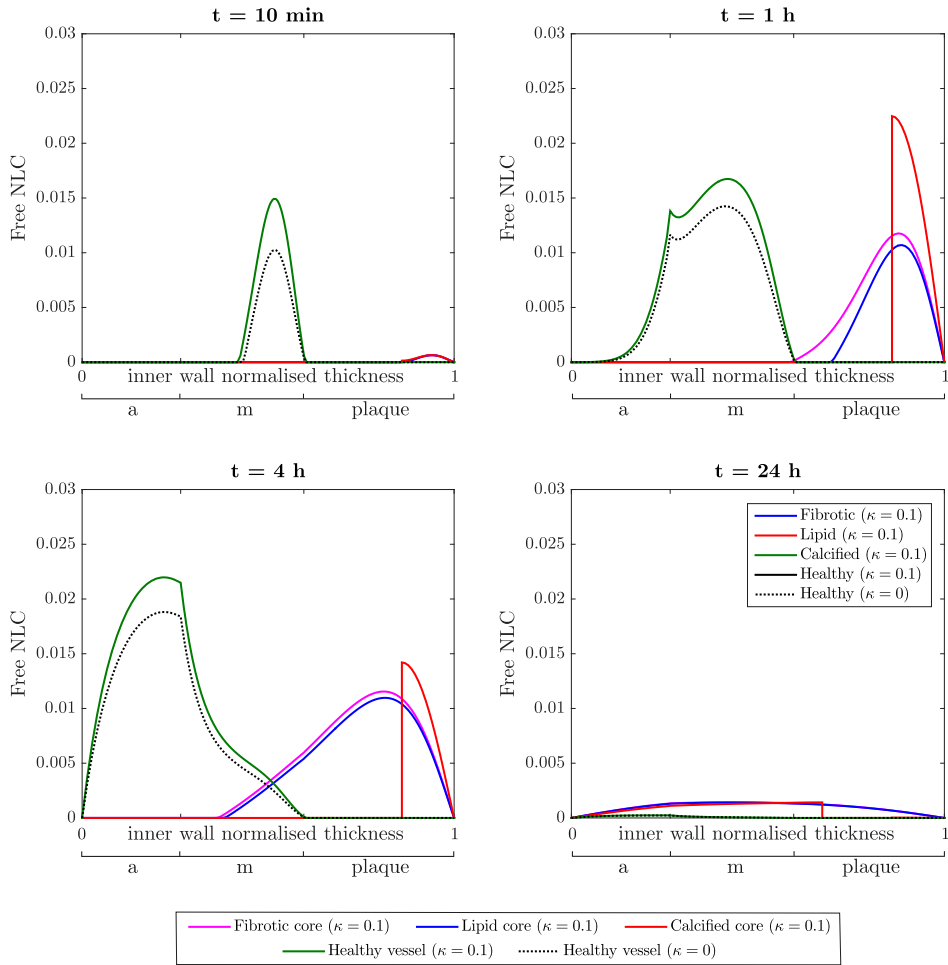 t = 10 min
0.03
0.025
0.02
0.015
0.01
0.005
0
Free NLC
0 inner wall normalised thickness 1
a m plaque
t = 1 h
0.03
0.025
0.02
0.015
0.01
0.005
0
Free NLC
0 inner wall normalised thickness 1
a m plaque
t = 4 h
0.03
0.025
0.02
0.015
0.01
0.005
0
Free NLC
0 inner wall normalised thickness 1
a m plaque
t = 24 h
0.03
0.025
0.02
0.015
0.01
0.005
0
Free NLC
Fibrotic (κ = 0.1)
Lipid (κ = 0.1)
Calcified (κ = 0.1)
Healthy (κ = 0.1)
Healthy (κ = 0)
0 inner wall normalised thickness 1
a m plaque
Fibrotic core (κ = 0.1) Lipid core (κ = 0.1) Calcified core (κ = 0.1)
Healthy vessel (κ = 0.1) Healthy vessel (κ = 0)